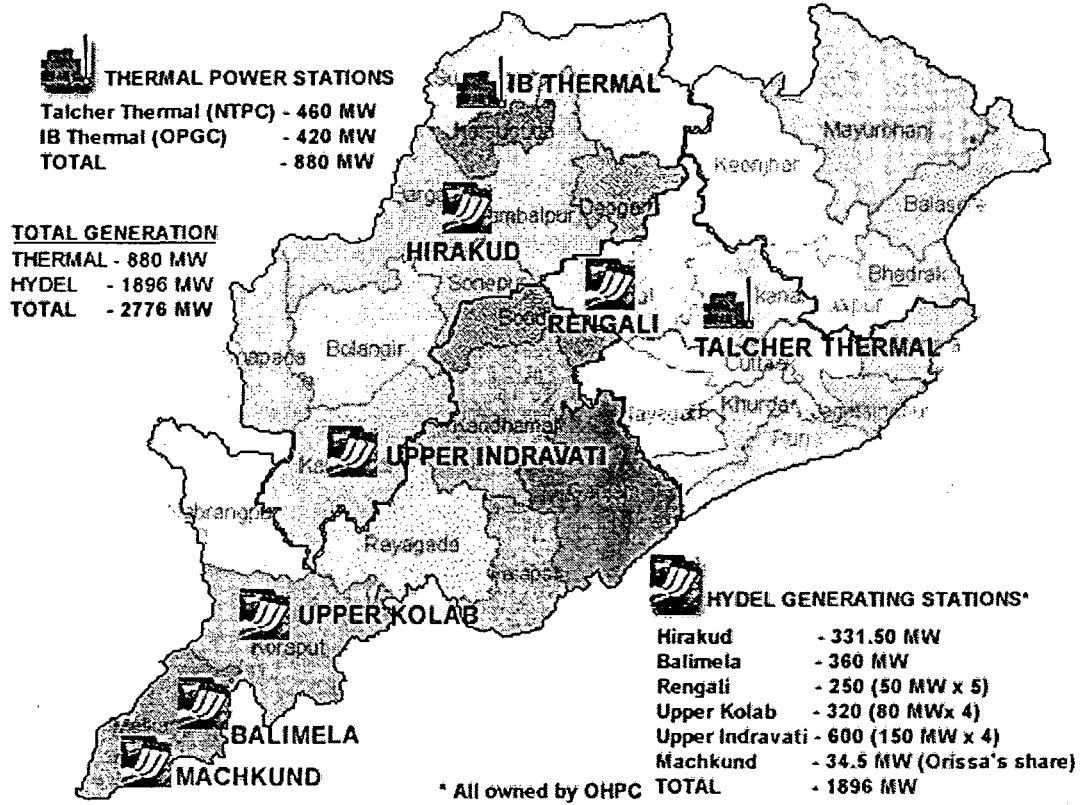 THERMAL POWER STATIONS
Talcher Thermal (NTPC) - 460 MW
IB Thermal (OPGC) - 420 MW
TOTAL - 880 MW
TOTAL GENERATION
THERMAL - 880 MW
HYDEL - 1896 MW
TOTAL - 2776 MW
IB THERMAL
Mayurbhanj
Keonjhar
Balasore
Deogarh
HIRAKUD
Bhadrak
Sonepur
RENGALI
TALCHER THERMAL
Bolangir
Cuttack
Khurda
Nayagarh
Puri
Kandhamal
UPPER INDRAVATI
Rayagada
UPPER KOLAB
Koraput
BALIMELA
MACHKUND
HYDEL GENERATING STATIONS*
Hirakud - 331.50 MW
Balimela - 360 MW
Rengali - 250 (50 MW x 5)
Upper Kolab - 320 (80 MWx 4)
Upper Indravati - 600 (150 MW x 4)
Machkund - 34.5 MW (Orissa's share)
TOTAL - 1896 MW
* All owned by OHPC